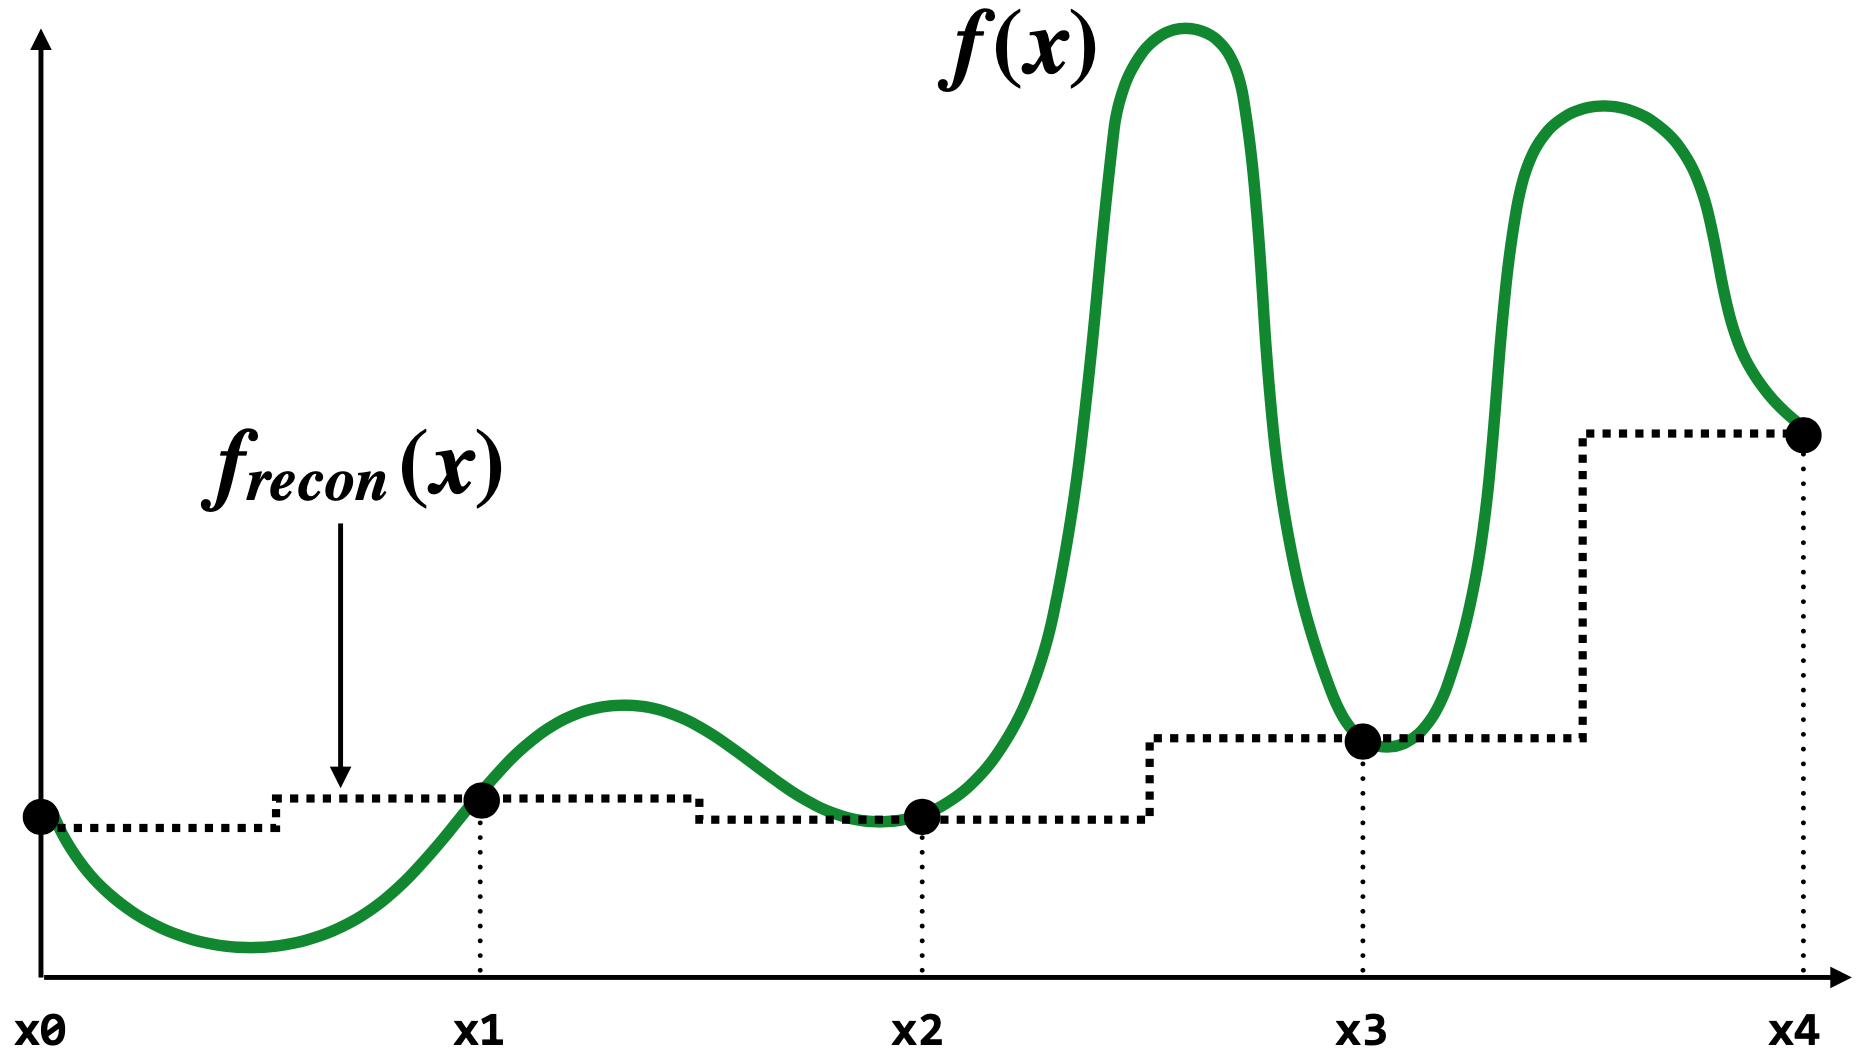 f(x)
f_recon(x)
x0 x1 x2 x3 x4